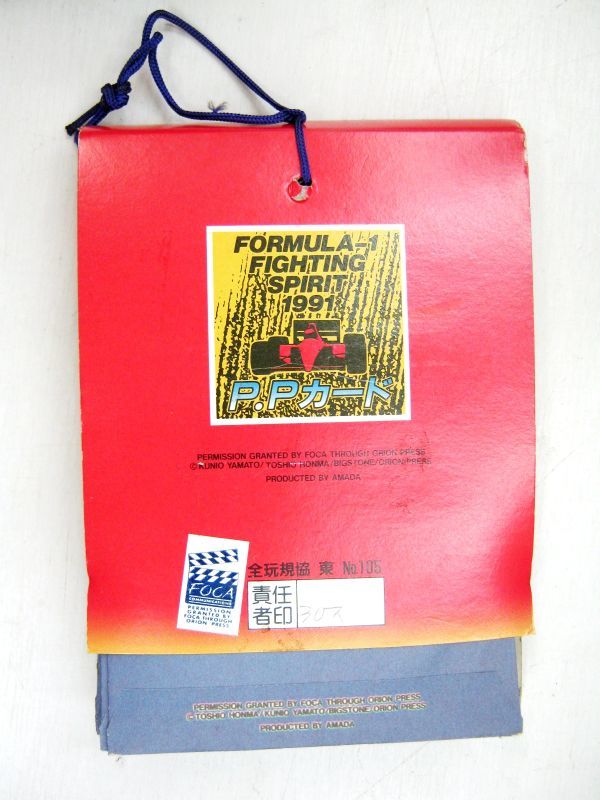 FORMULA-1
FIGHTING
SPIRIT
1991
P.Pカード
PERMISSION GRANTED BY FOCA THROUGH ORION PRESS
©KUNIO YAMATO/TOSHIO HONMA/BIGSTONE/ORION PRESS
PRODUCED BY AMADA
FOCA
COMMUNICATIONS
PERMISSION
GRANTED BY
FOCA THROUGH
ORION PRESS
全玩規協 東 No.105
責任
者印
PERMISSION GRANTED BY FOCA THROUGH ORION PRESS
©TOSHIO HONMA/KUNIO YAMATO/BIGSTONE/ORION PRESS
PRODUCED BY AMADA